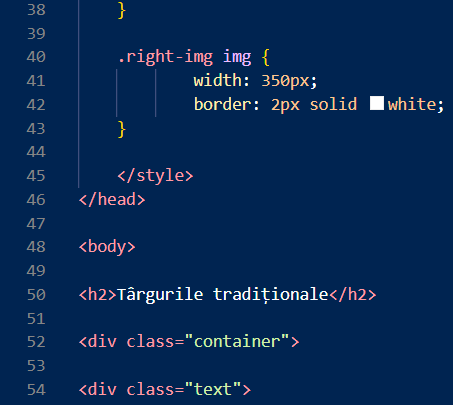 38 }
39
40 .right-img img {
41 width: 350px;
42 border: 2px solid white;
43 }
44
45 </style>
46 </head>
47
48 <body>
49
50 <h2>Târgurile tradiționale</h2>
51
52 <div class="container">
53
54 <div class="text">